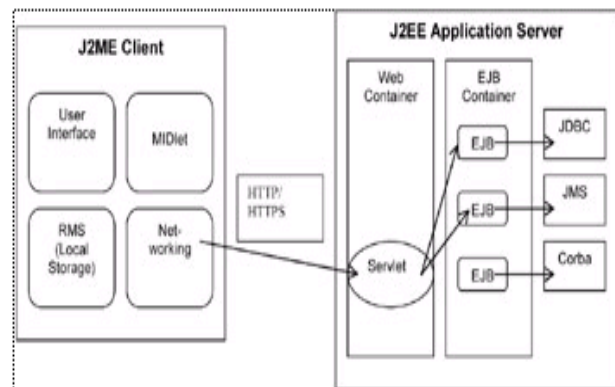 J2ME Client
User
Interface
MIDlet
RMS
(Local
Storage)
Net-
working
HTTP/
HTTPS
J2EE Application Server
Web
Container
EJB
Container
Servlet
EJB
EJB
EJB
JDBC
JMS
Corba